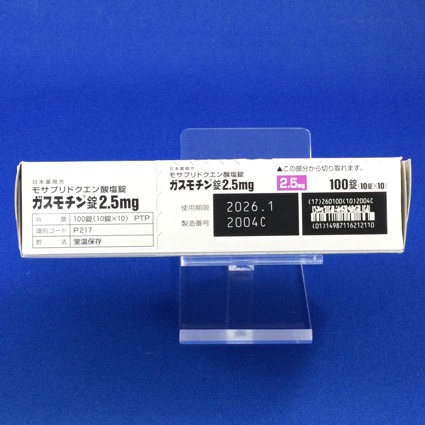 日本薬局方
モサプリドクエン酸塩錠
ガスモチン錠2.5mg
含量 100錠(10錠×10) PTP
識別コード P217
貯法 室温保存
日本薬局方
モサプリドクエン酸塩錠
ガスモチン錠2.5mg
使用期限 2026.1
製造番号 2004C
▲この部分から切り取れます。
2.5mg 100錠(10錠×10)
(17)260100(10)2004C
(01)14987116212110